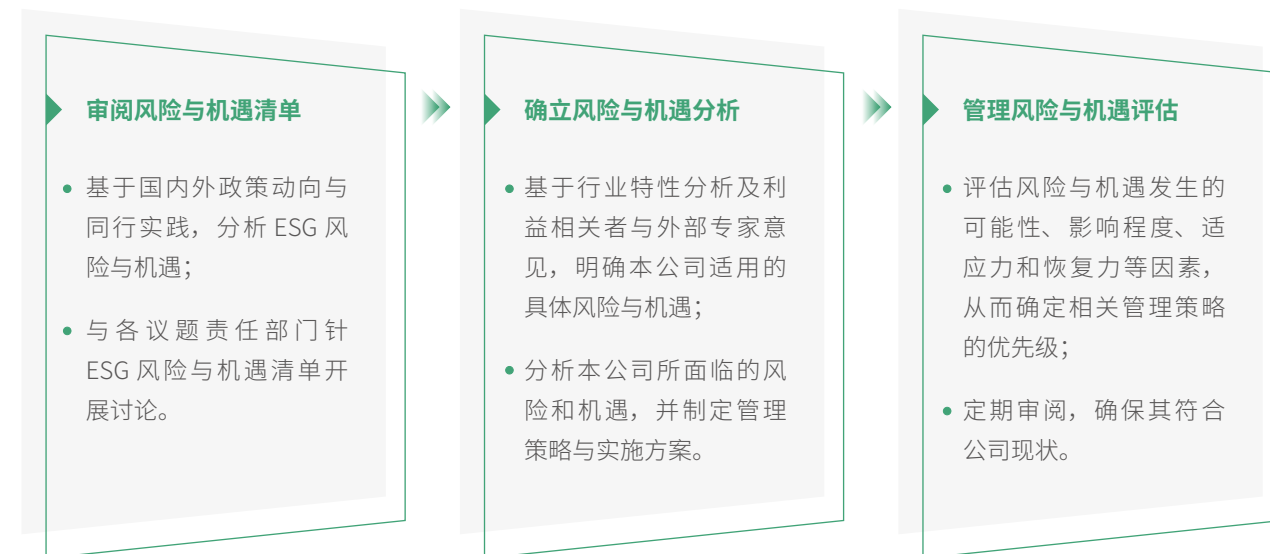 审阅风险与机遇清单
基于国内外政策动向与
同行实践，分析 ESG 风
险与机遇；
与各议题责任部门针
ESG 风险与机遇清单开
展讨论。
确立风险与机遇分析
基于行业特性分析及利
益相关者与外部专家意
见，明确本公司适用的
具体风险与机遇；
分析本公司所面临的风
险和机遇，并制定管理
策略与实施方案。
管理风险与机遇评估
评估风险与机遇发生的
可能性、影响程度、适
应力和恢复力等因素，
从而确定相关管理策略
的优先级；
定期审阅，确保其符合
公司现状。